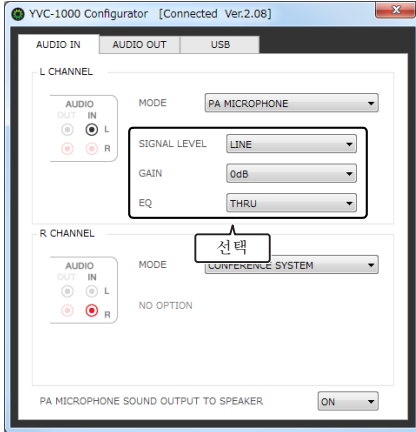 YVC-1000 Configurator [Connected Ver.2.08]
AUDIO IN AUDIO OUT USB
L CHANNEL
AUDIO
OUT IN
L
R
MODE PA MICROPHONE
SIGNAL LEVEL LINE
GAIN 0dB
EQ THRU
선택
R CHANNEL
AUDIO
OUT IN
L
R
MODE CONFERENCE SYSTEM
NO OPTION
PA MICROPHONE SOUND OUTPUT TO SPEAKER ON